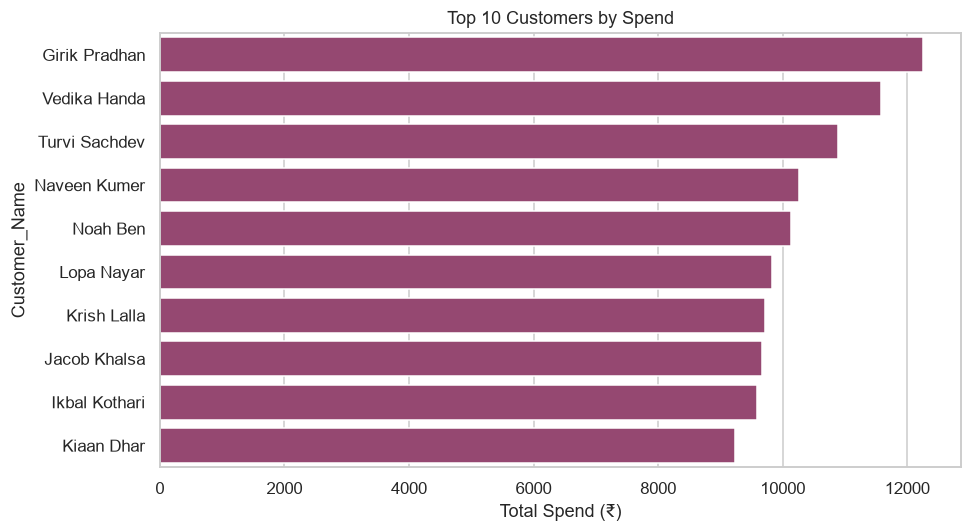 Top 10 Customers by Spend
Customer_Name
Girik Pradhan
Vedika Handa
Turvi Sachdev
Naveen Kumer
Noah Ben
Lopa Nayar
Krish Lalla
Jacob Khalsa
Ikbal Kothari
Kiaan Dhar
0 2000 4000 6000 8000 10000 12000
Total Spend (₹)